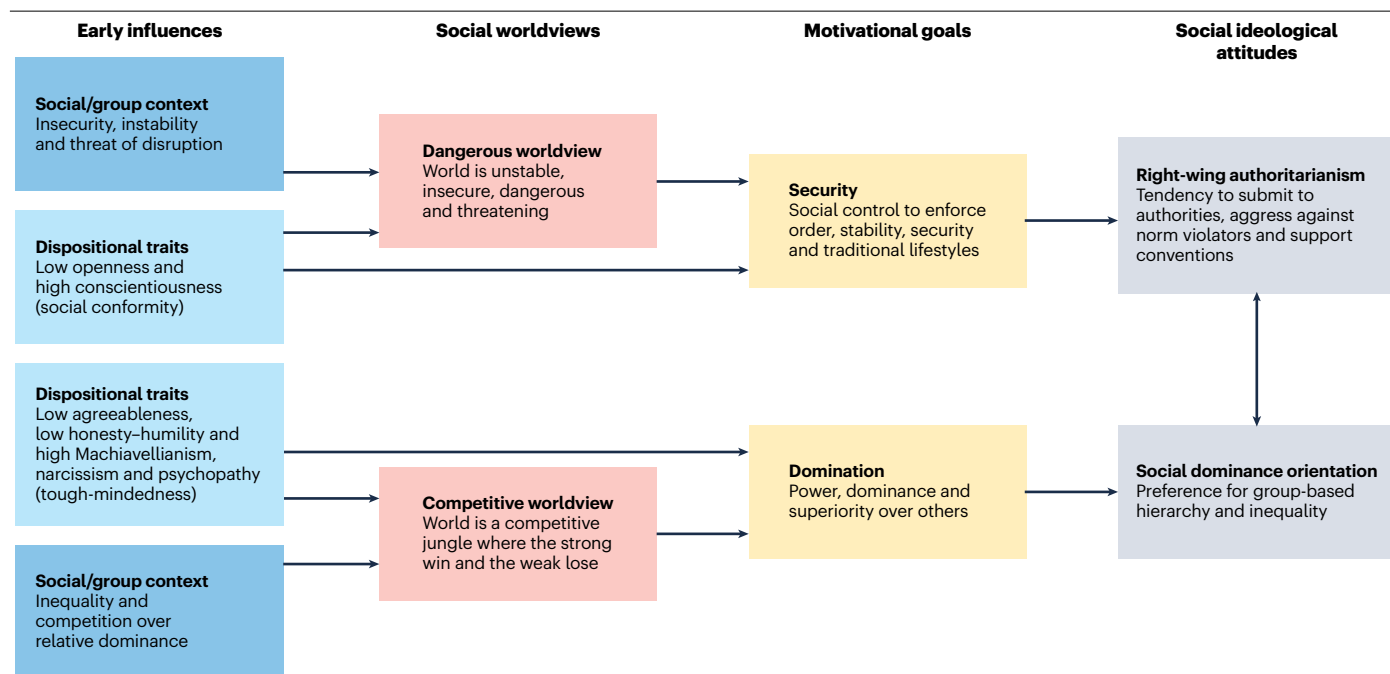 Early influences
Social worldviews
Motivational goals
Social ideological
attitudes
Social/group context
Insecurity, instability
and threat of disruption
Dispositional traits
Low openness and
high conscientiousness
(social conformity)
Dispositional traits
Low agreeableness,
low honesty–humility and
high Machiavellianism,
narcissism and psychopathy
(tough-mindedness)
Social/group context
Inequality and
competition over
relative dominance
Dangerous worldview
World is unstable,
insecure, dangerous
and threatening
Competitive worldview
World is a competitive
jungle where the strong
win and the weak lose
Security
Social control to enforce
order, stability, security
and traditional lifestyles
Domination
Power, dominance and
superiority over others
Right-wing authoritarianism
Tendency to submit to
authorities, aggress against
norm violators and support
conventions
Social dominance orientation
Preference for group-based
hierarchy and inequality